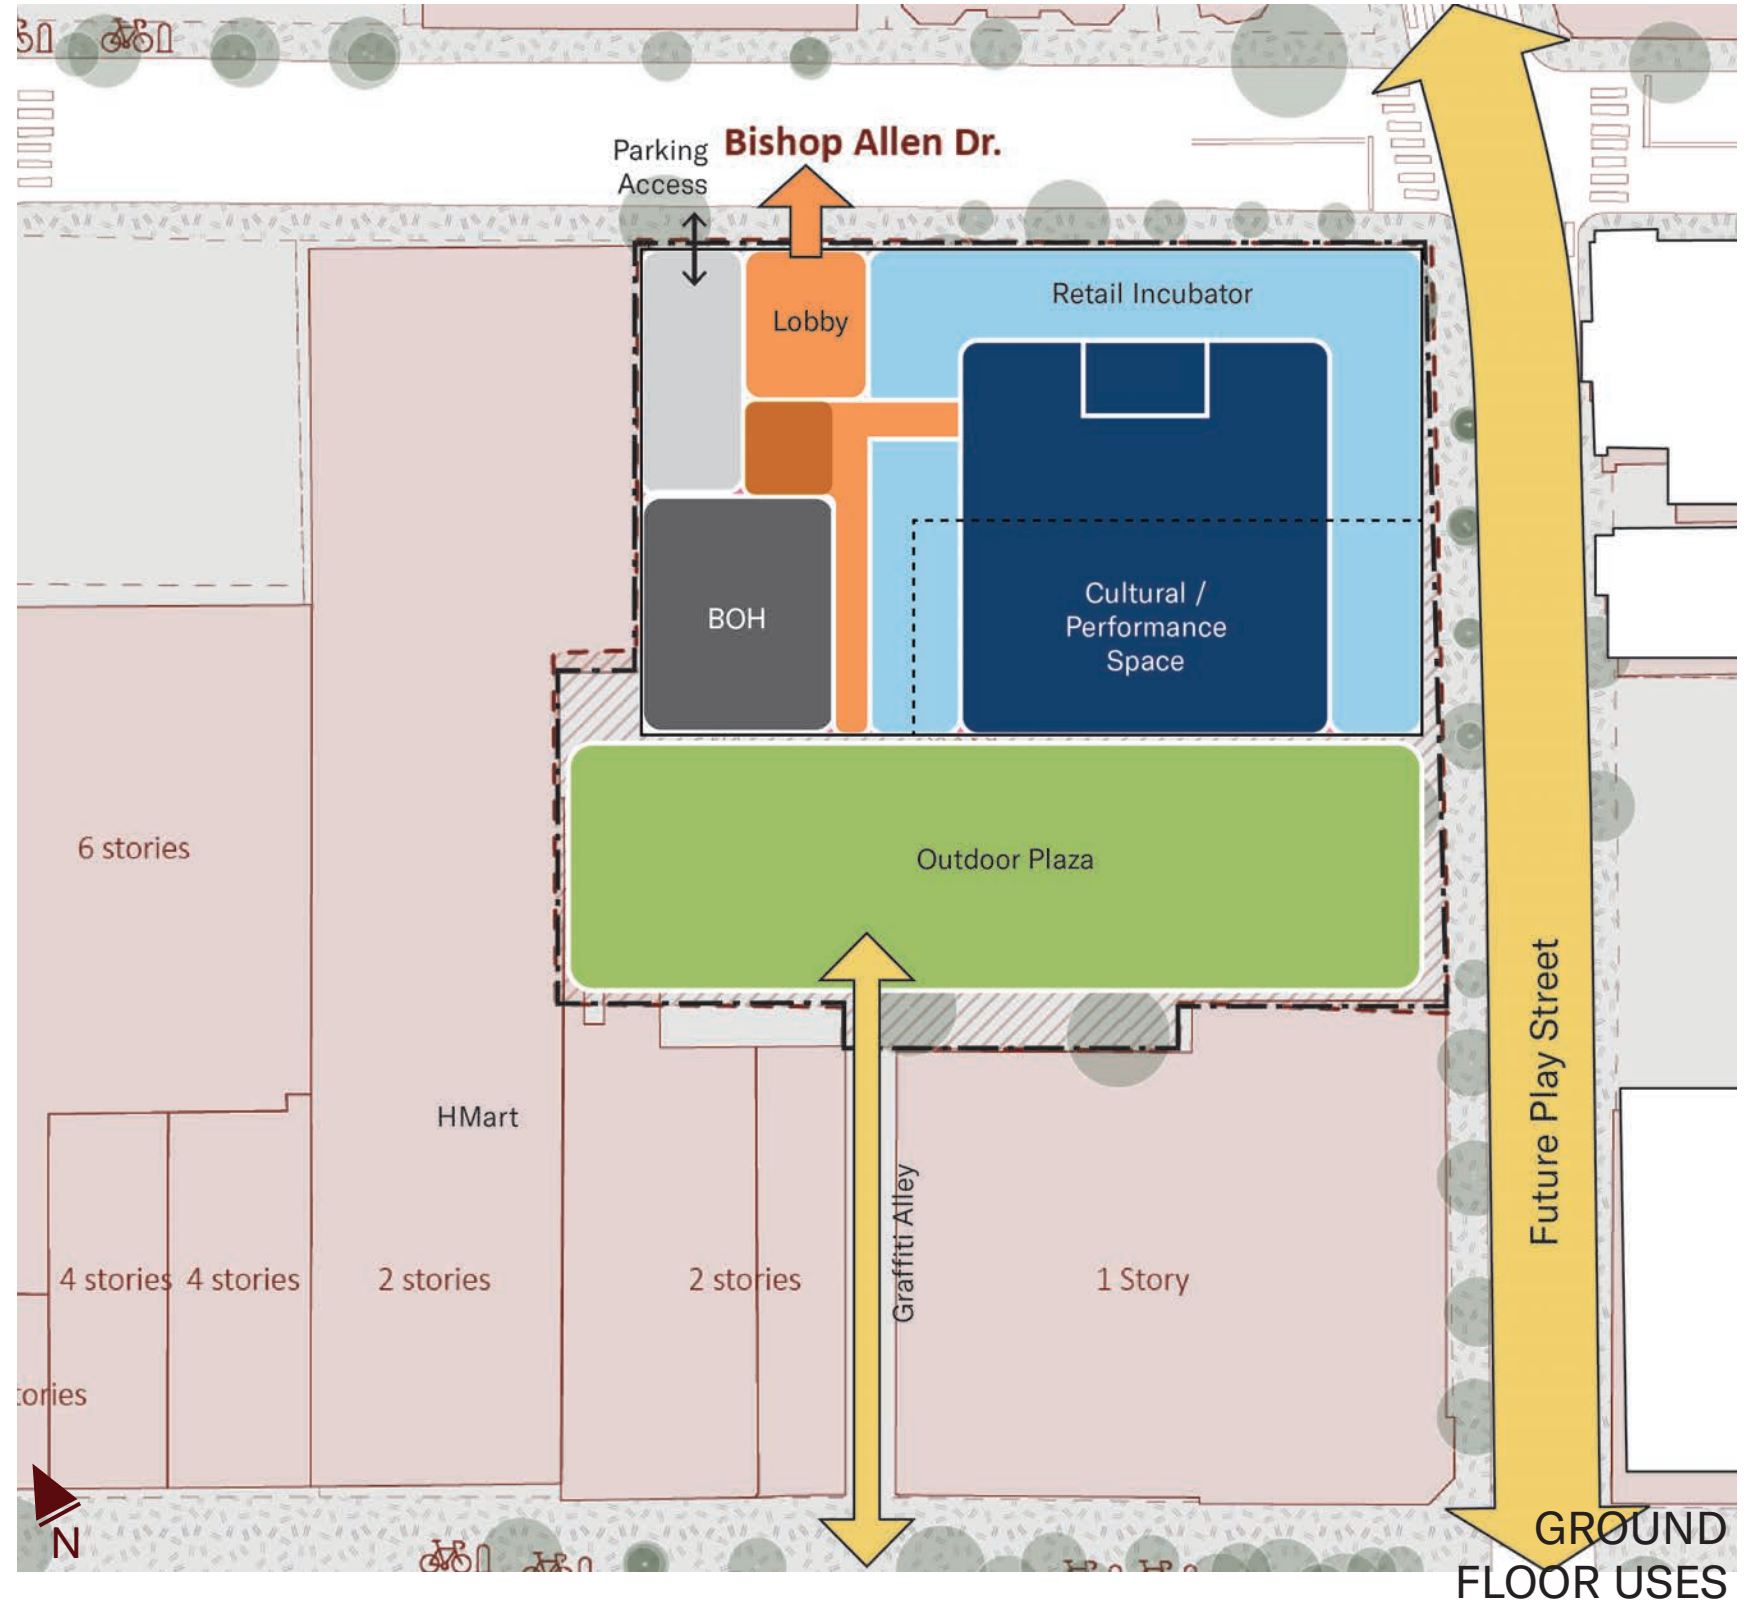 Parking
Access
Bishop Allen Dr.
Retail Incubator
Lobby
Cultural /
Performance
Space
BOH
6 stories
Outdoor Plaza
HMart
Future Play Street
Graffiti Alley
4 stories
4 stories
2 stories
2 stories
1 Story
tories
N
GROUND
FLOOR USES